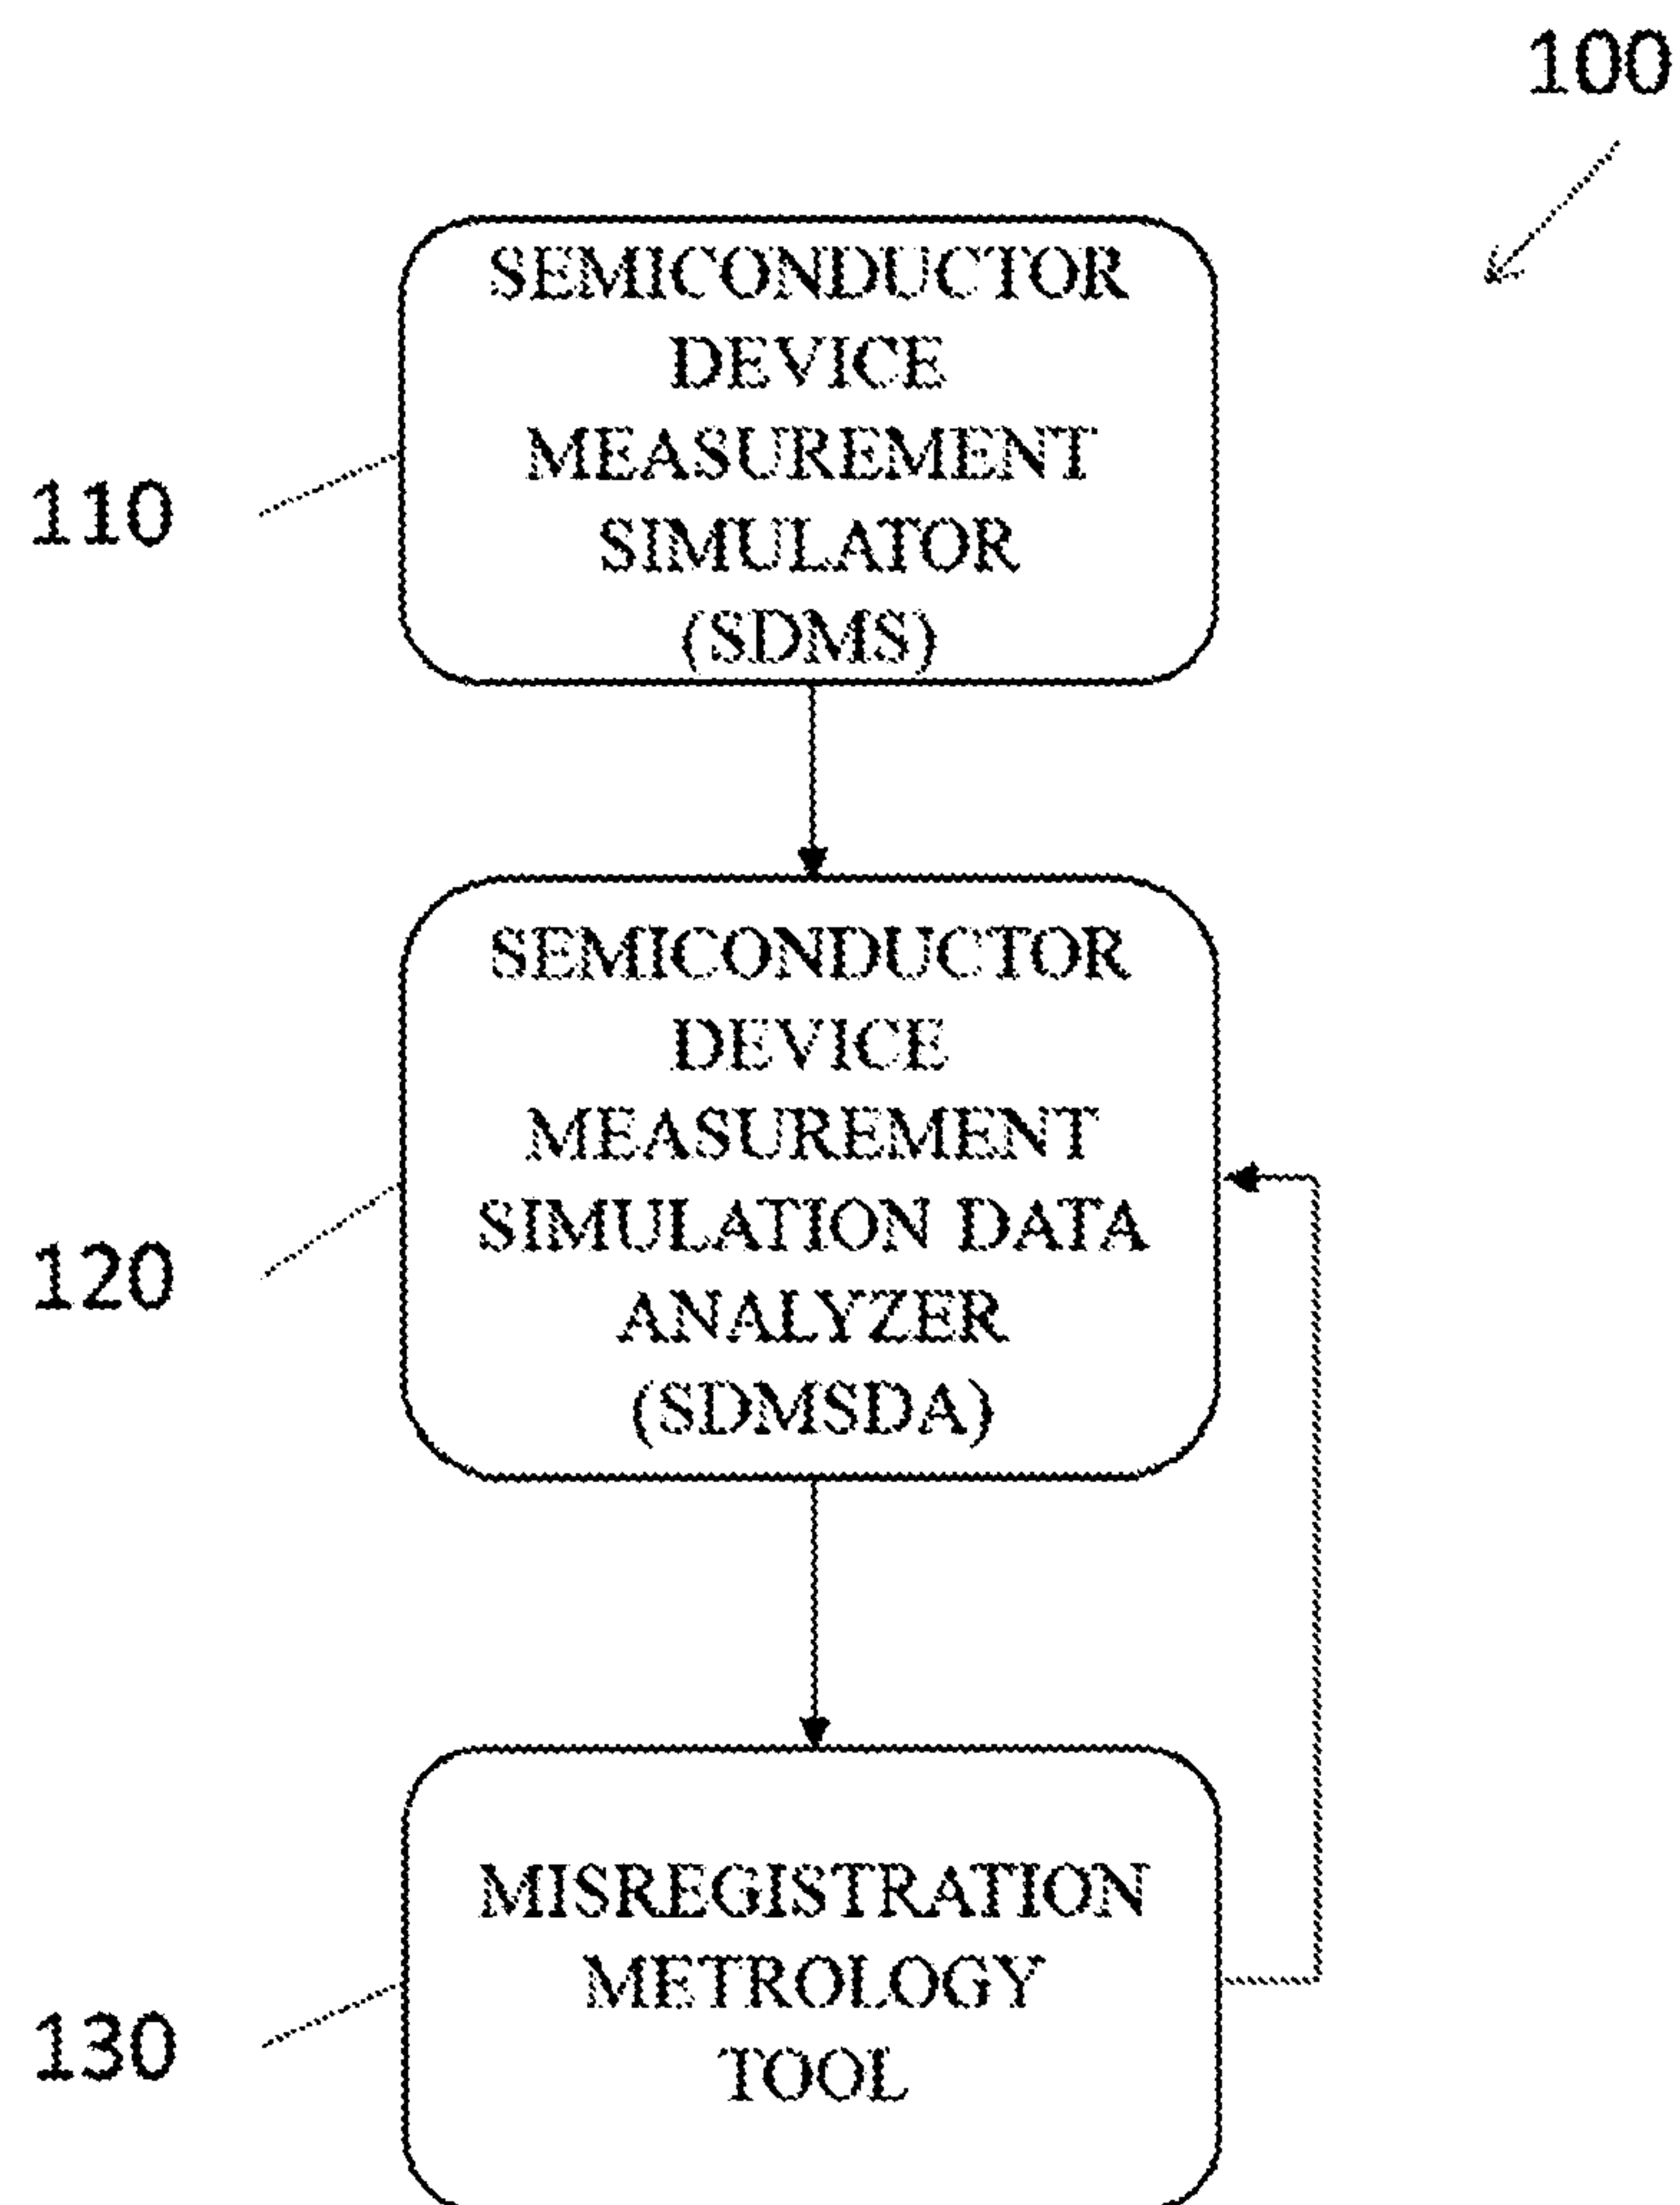 100
SEMICONDUCTOR
DEVICE
MEASUREMENT
SIMULATOR
(SDMS)
110
SEMICONDUCTOR
DEVICE
MEASUREMENT
SIMULATION DATA
ANALYZER
(SDMSDA)
120
MISREGISTRATION
METROLOGY
TOOL
130